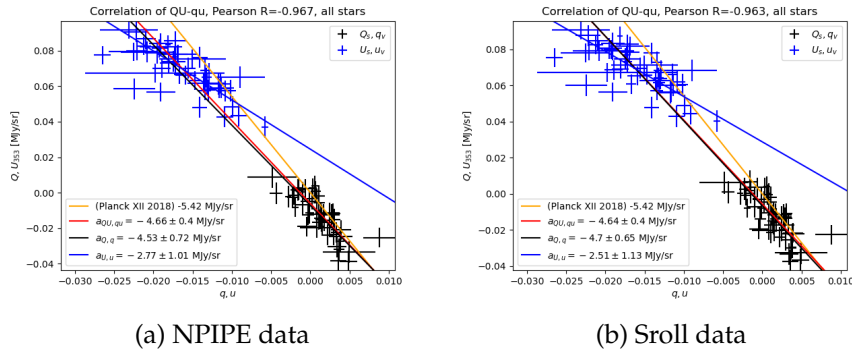 Correlation of QU-qu, Pearson R=-0.967, all stars
Q_S, q_V
U_S, u_V
Q, U_353 [MJy/sr]
0.08
0.06
0.04
0.02
0.00
−0.02
−0.04
(Planck XII 2018) -5.42 MJy/sr
a_QU,qu = − 4.66 ± 0.4 MJy/sr
a_Q,q = − 4.53 ± 0.72 MJy/sr
a_U,u = − 2.77 ± 1.01 MJy/sr
−0.030 −0.025 −0.020 −0.015 −0.010 −0.005 0.000 0.005 0.010
q, u
(a) NPIPE data
Correlation of QU-qu, Pearson R=-0.963, all stars
Q_S, q_V
U_S, u_V
Q, U_353 [MJy/sr]
0.08
0.06
0.04
0.02
0.00
−0.02
−0.04
(Planck XII 2018) -5.42 MJy/sr
a_QU,qu = − 4.64 ± 0.4 MJy/sr
a_Q,q = − 4.7 ± 0.65 MJy/sr
a_U,u = − 2.51 ± 1.13 MJy/sr
−0.030 −0.025 −0.020 −0.015 −0.010 −0.005 0.000 0.005 0.010
q, u
(b) Sroll data